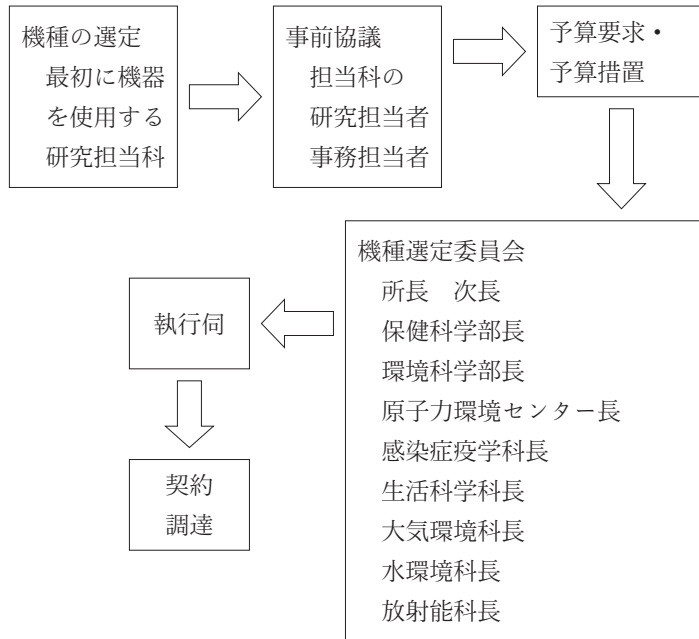 機種の選定
最初に機器
を使用する
研究担当科
事前協議
担当科の
研究担当者
事務担当者
予算要求・
予算措置
機種選定委員会
所長　次長
保健科学部長
環境科学部長
原子力環境センター長
感染症疫学科長
生活科学科長
大気環境科長
水環境科長
放射能科長
執行伺
契約
調達